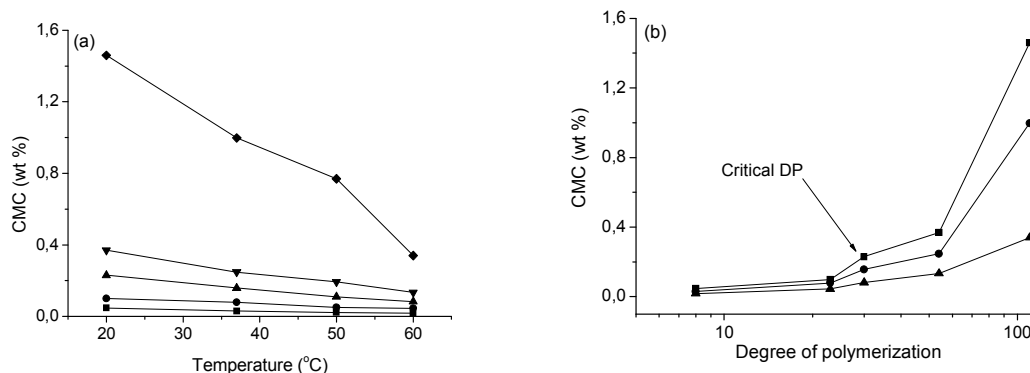 (a)
1,6
1,2
0,8
0,4
0,0
CMC (wt %)
20
30
40
50
60
Temperature (°C)
(b)
1,6
1,2
0,8
0,4
0,0
CMC (wt %)
Critical DP
10
100
Degree of polymerization